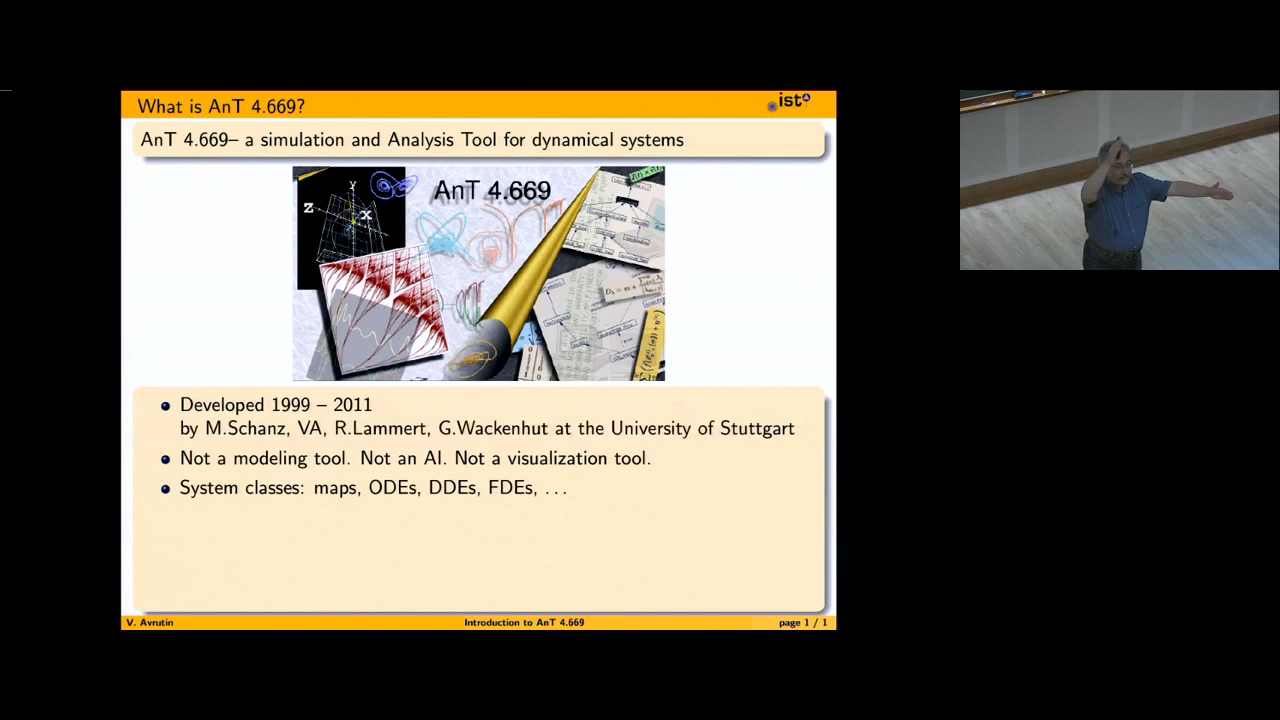 What is AnT 4.669?
ist
AnT 4.669– a simulation and Analysis Tool for dynamical systems
AnT 4.669
Y
Z
X
Developed 1999 – 2011
by M.Schanz, VA, R.Lammert, G.Wackenhut at the University of Stuttgart
Not a modeling tool. Not an AI. Not a visualization tool.
System classes: maps, ODEs, DDEs, FDEs, . . .
V. Avrutin
Introduction to AnT 4.669
page 1 / 1